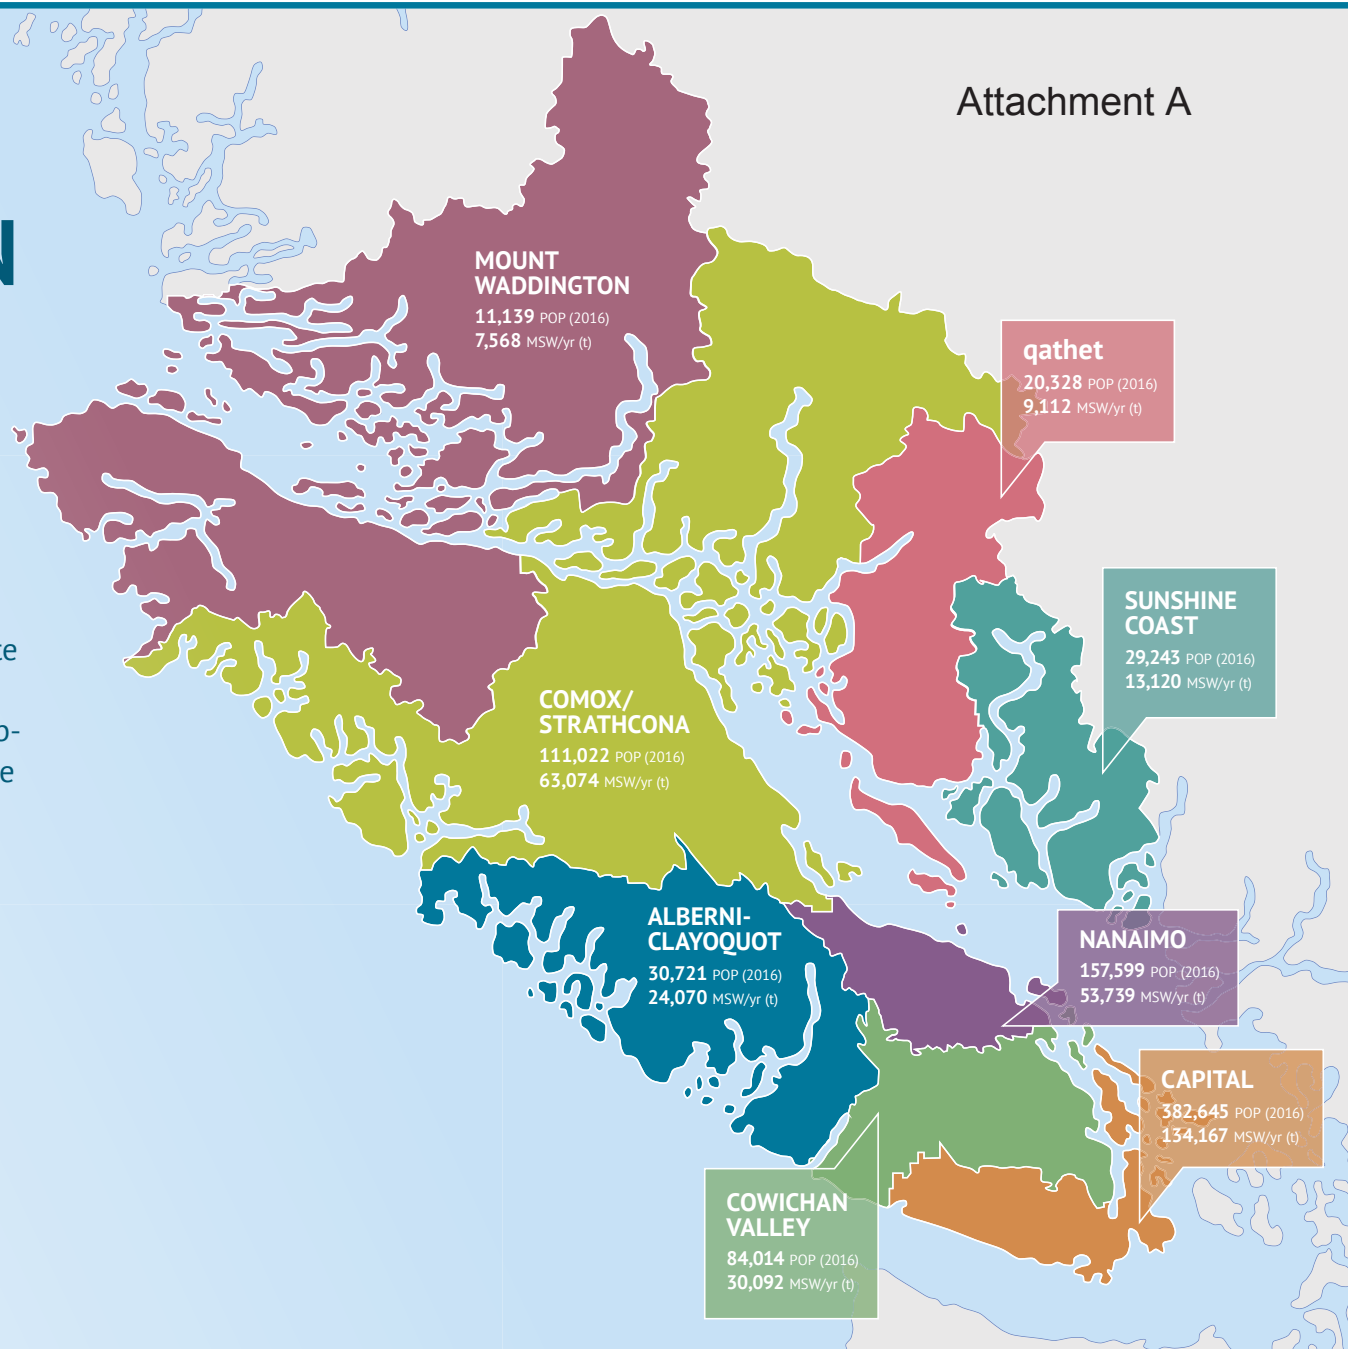 Attachment A
N
te
p-
e
MOUNT
WADDINGTON
11,139 POP (2016)
7,568 MSW/yr (t)
qathet
20,328 POP (2016)
9,112 MSW/yr (t)
SUNSHINE
COAST
29,243 POP (2016)
13,120 MSW/yr (t)
COMOX/
STRATHCONA
111,022 POP (2016)
63,074 MSW/yr (t)
ALBERNI-
CLAYOQUOT
30,721 POP (2016)
24,070 MSW/yr (t)
NANAIMO
157,599 POP (2016)
53,739 MSW/yr (t)
CAPITAL
382,645 POP (2016)
134,167 MSW/yr (t)
COWICHAN
VALLEY
84,014 POP (2016)
30,092 MSW/yr (t)